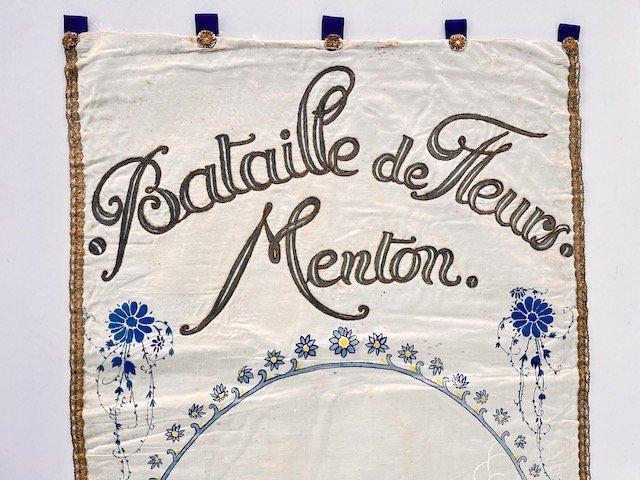 Bataille de Fleurs.
Menton.